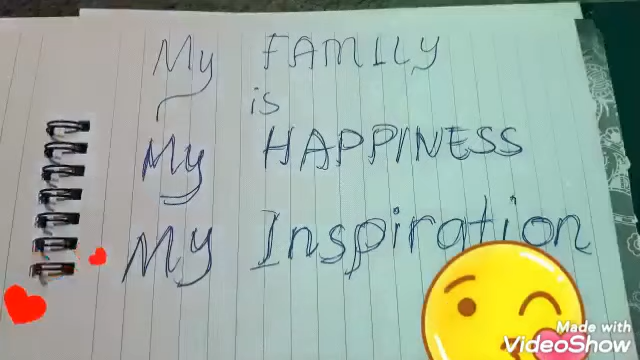 My FAMILY
is
My HAPPINESS
My Inspiration
Made with
VideoShow